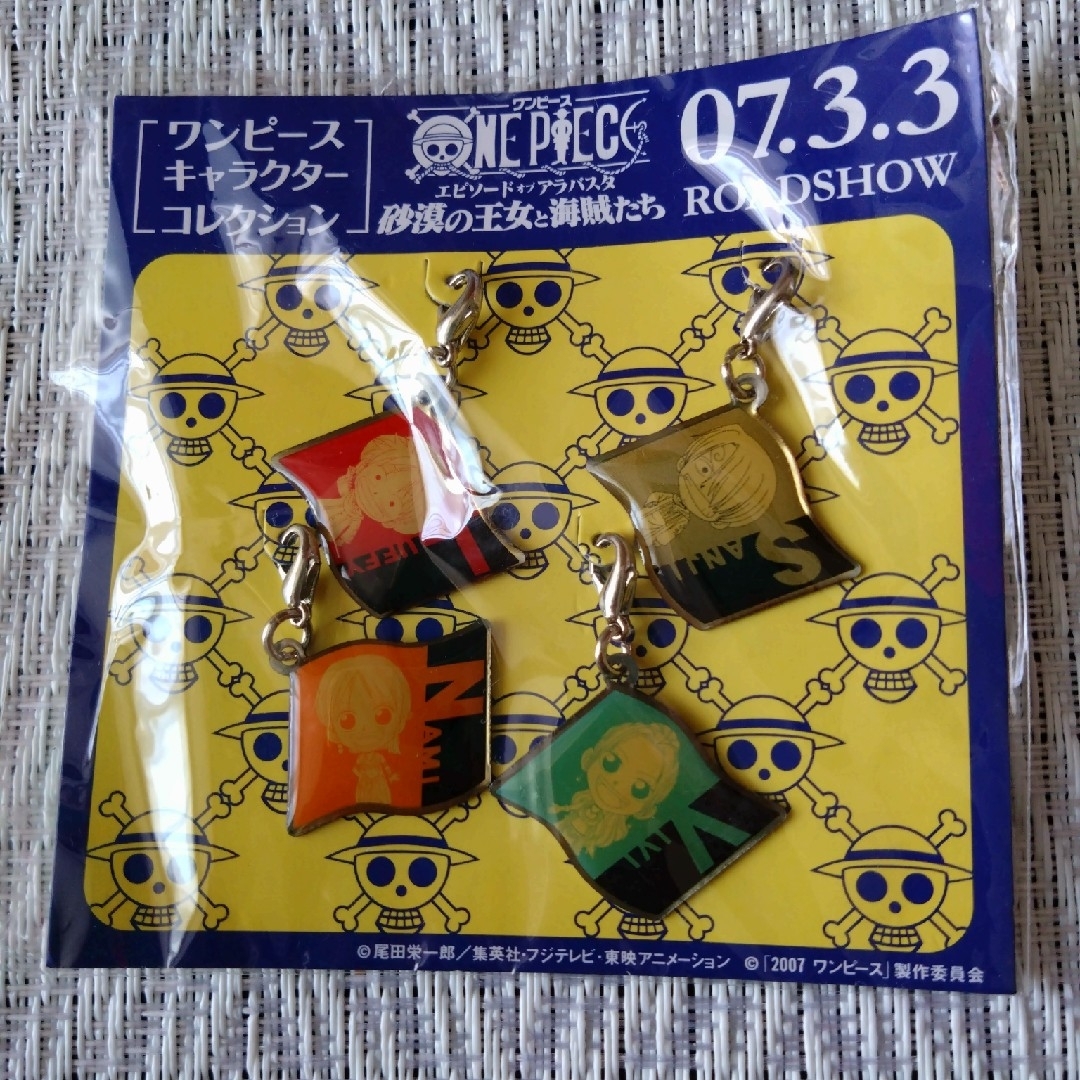 ワンピース
キャラクター
コレクション
ワンピース
ONE PIECE
エピソードオブアラバスタ
砂漠の王女と海賊たち
07.3.3
ROADSHOW
LUFFY
SANJI
NAMI
VIVI
©尾田栄一郎／集英社・フジテレビ・東映アニメーション ©「2007 ワンピース」製作委員会